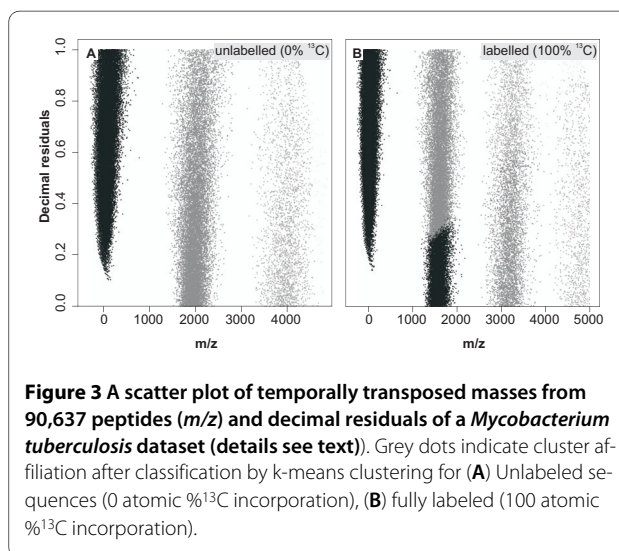 A
unlabelled (0% ¹³C)
B
labelled (100% ¹³C)
Decimal residuals
1.0
0.8
0.6
0.4
0.2
0.0
0 1000 2000 3000 4000
0 1000 2000 3000 4000 5000
m/z
m/z
Figure 3 A scatter plot of temporally transposed masses from
90,637 peptides (m/z) and decimal residuals of a Mycobacterium
tuberculosis dataset (details see text)). Grey dots indicate cluster af-
filiation after classification by k-means clustering for (A) Unlabeled se-
quences (0 atomic %¹³C incorporation), (B) fully labeled (100 atomic
%¹³C incorporation).